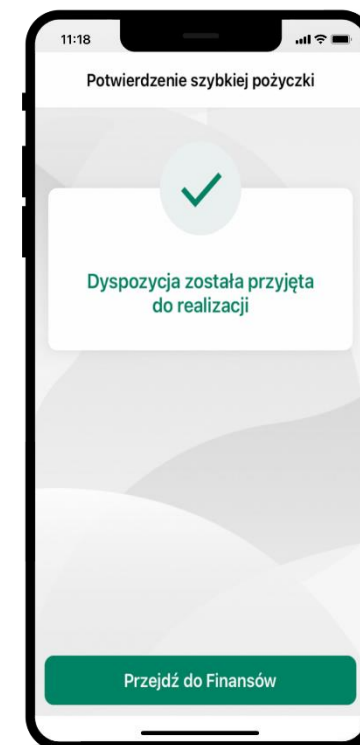 11:18
Potwierdzenie szybkiej pożyczki
Dyspozycja została przyjęta
do realizacji
Przejdź do Finansów